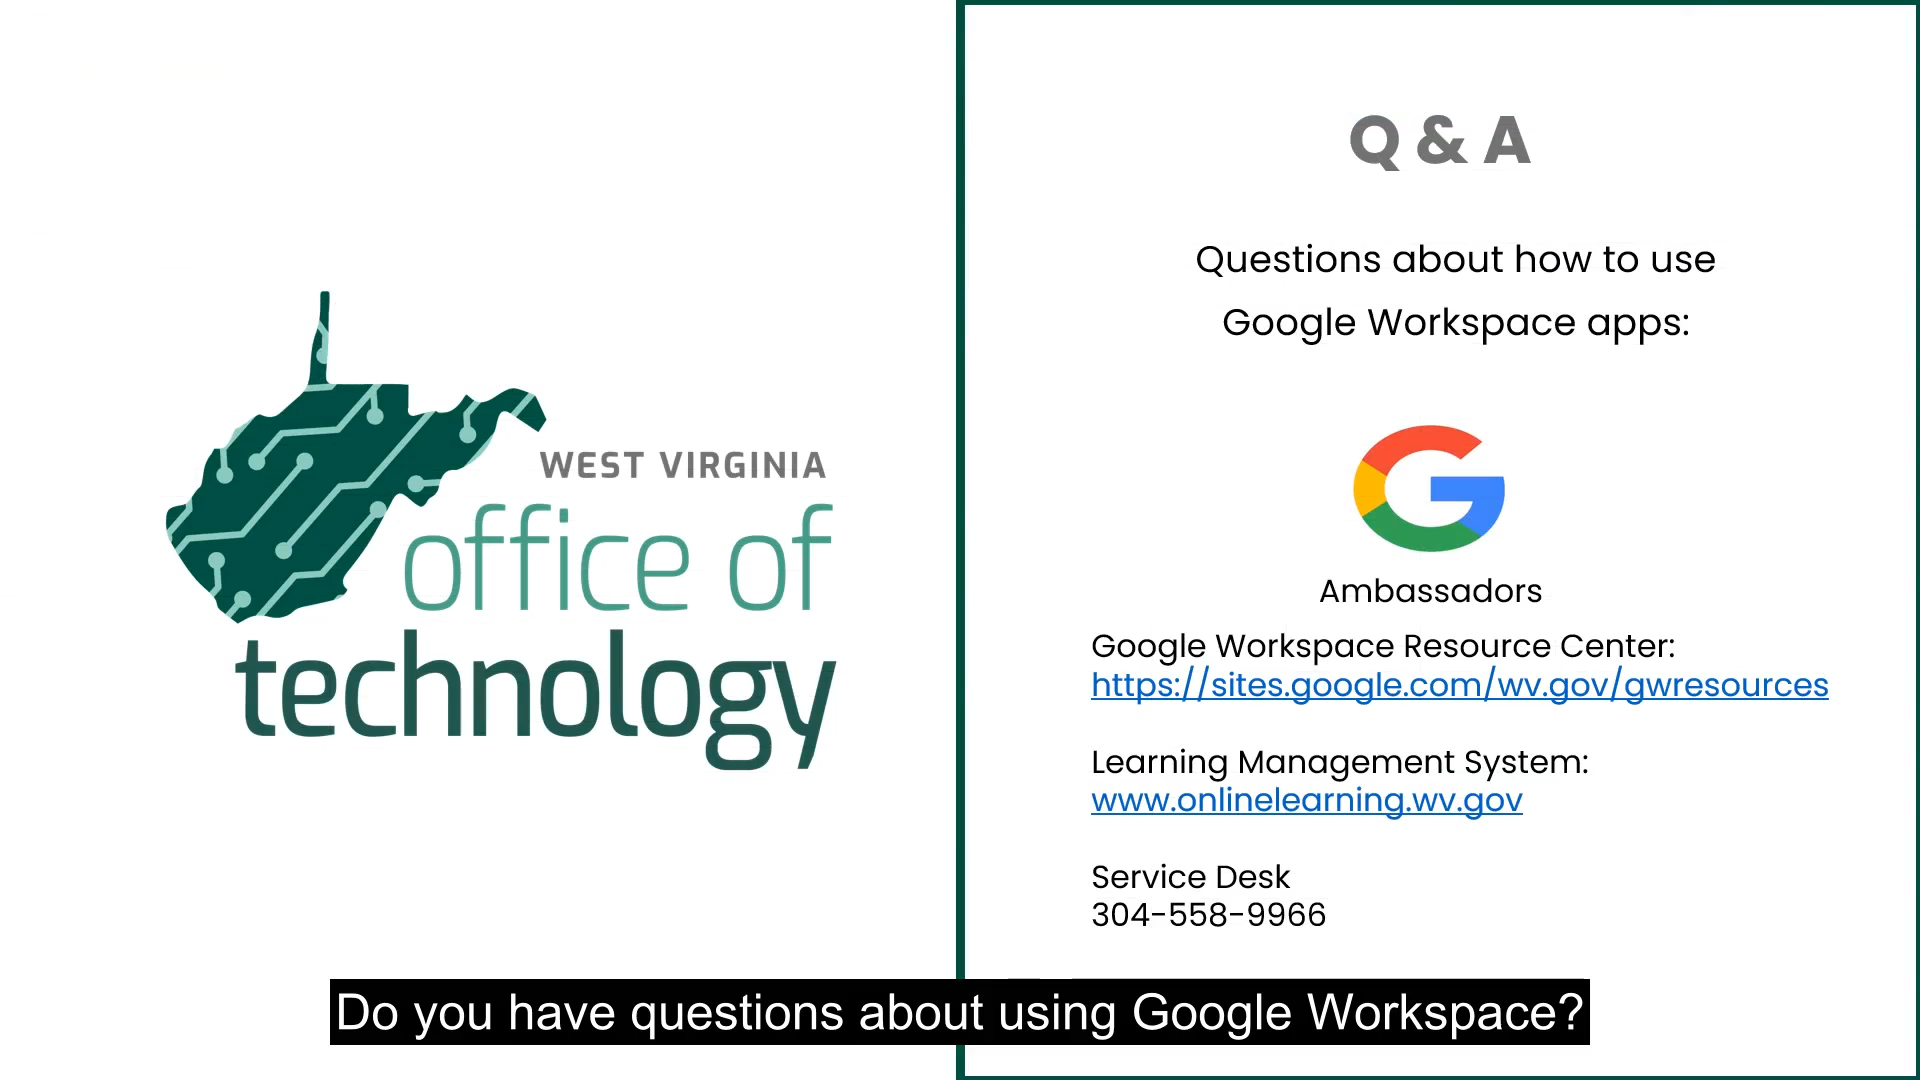 WEST VIRGINIA
office of
technology
Q & A
Questions about how to use
Google Workspace apps:
Ambassadors
Google Workspace Resource Center:
https://sites.google.com/wv.gov/gwresources
Learning Management System:
www.onlinelearning.wv.gov
Service Desk
304-558-9966
Do you have questions about using Google Workspace?